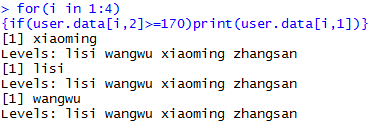 > for(i in 1:4)
{if(user.data[i,2]>=170)print(user.data[i,1])}
[1] xiaoming
Levels: lisi wangwu xiaoming zhangsan
[1] lisi
Levels: lisi wangwu xiaoming zhangsan
[1] wangwu
Levels: lisi wangwu xiaoming zhangsan